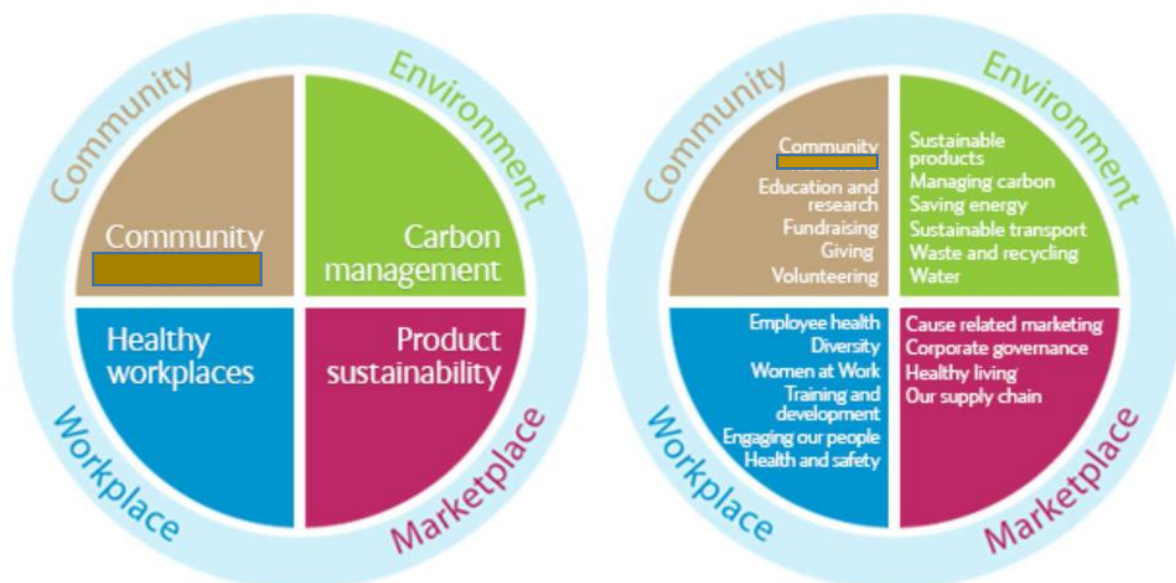 Community
Environment
Community
Carbon
management
Healthy
workplaces
Product
sustainability
Workplace
Marketplace
Community
Environment
Community
Education and
research
Fundraising
Giving
Volunteering
Sustainable
products
Managing carbon
Saving energy
Sustainable transport
Waste and recycling
Water
Employee health
Diversity
Women at Work
Training and
development
Engaging our people
Health and safety
Cause related marketing
Corporate governance
Healthy living
Our supply chain
Workplace
Marketplace